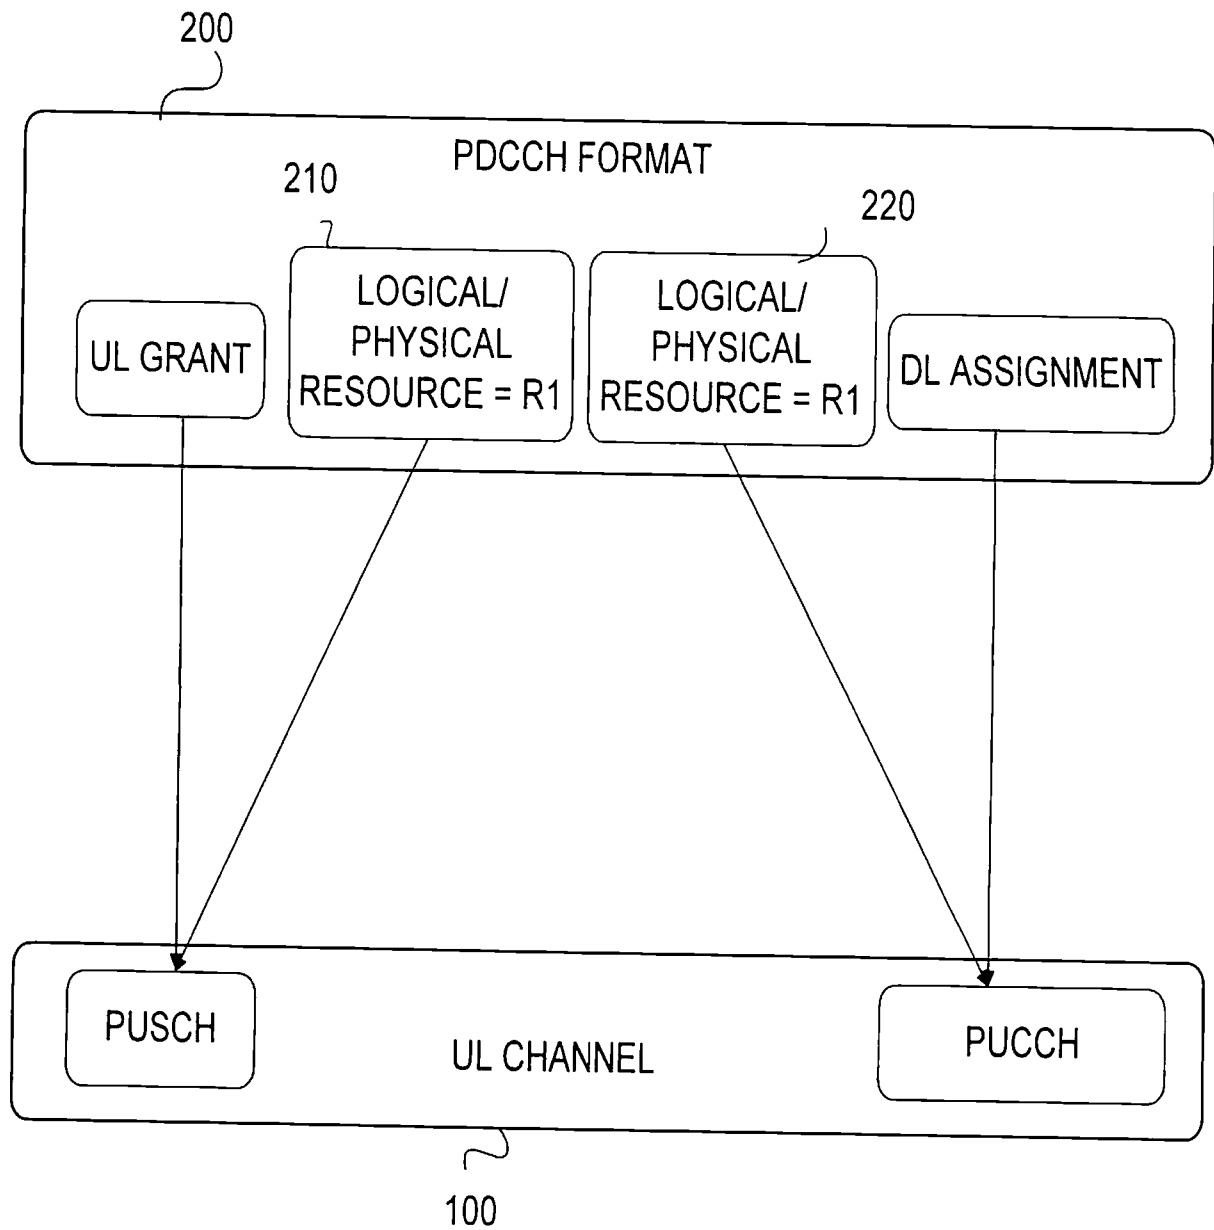 200
PDCCH FORMAT
210
220
UL GRANT
LOGICAL/
PHYSICAL
RESOURCE = R1
LOGICAL/
PHYSICAL
RESOURCE = R1
DL ASSIGNMENT
PUSCH
UL CHANNEL
PUCCH
100